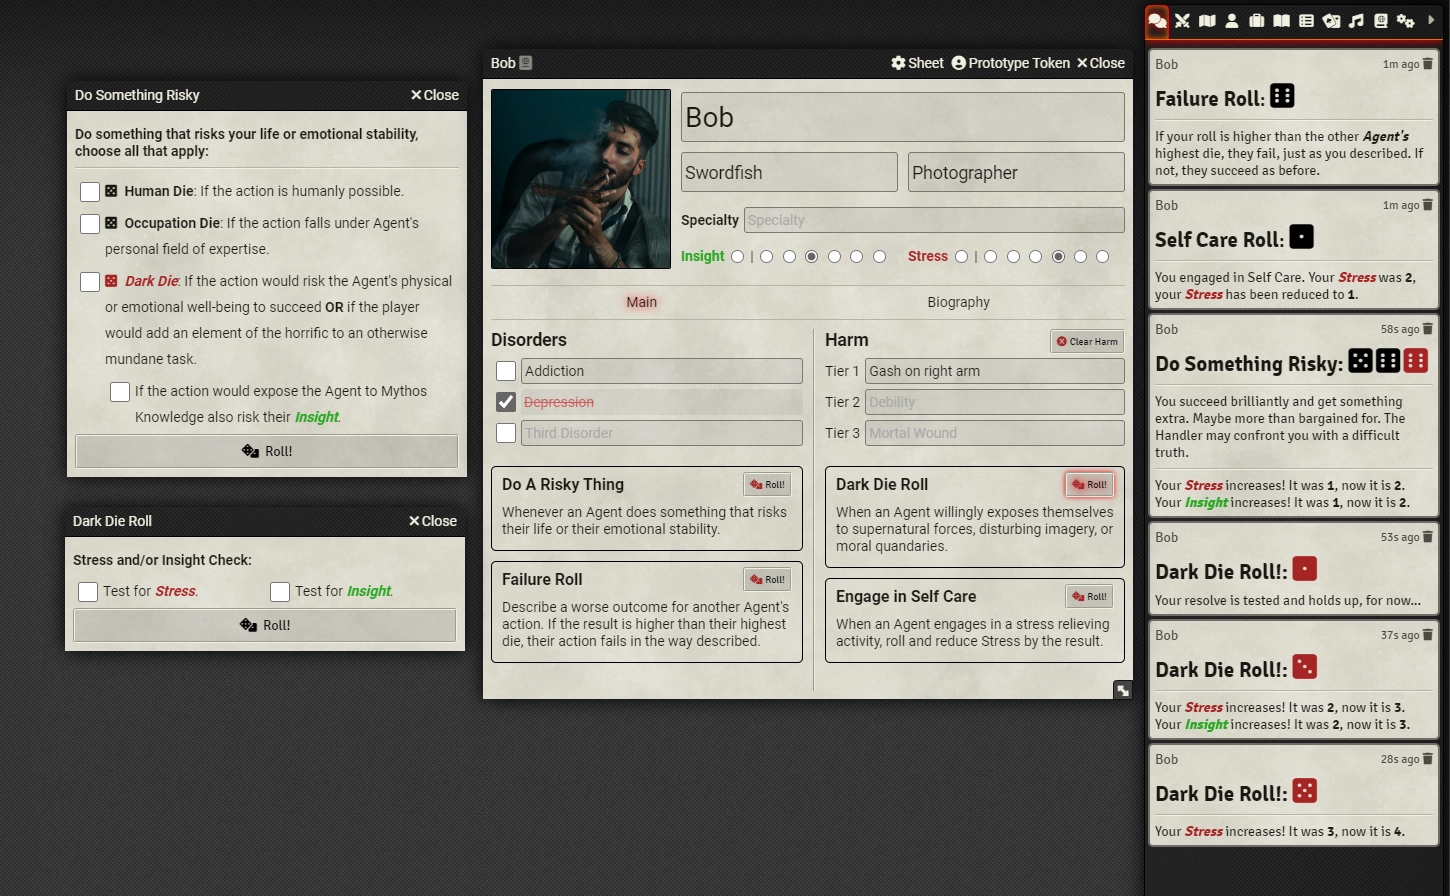 Do Something Risky
Close
Do something that risks your life or emotional stability,
choose all that apply:
Human Die: If the action is humanly possible.
Occupation Die: If the action falls under Agent's
personal field of expertise.
Dark Die: If the action would risk the Agent's physical
or emotional well-being to succeed OR if the player
would add an element of the horrific to an otherwise
mundane task.
If the action would expose the Agent to Mythos
Knowledge also risk their Insight.
Roll!
Dark Die Roll
Close
Stress and/or Insight Check:
Test for Stress.
Test for Insight.
Roll!
Bob
Sheet
Prototype Token
Close
Bob
Swordfish
Photographer
Specialty
Specialty
Insight
Stress
Main
Biography
Disorders
Addiction
Depression
Third Disorder
Harm
Clear Harm
Tier 1
Gash on right arm
Tier 2
Debility
Tier 3
Mortal Wound
Do A Risky Thing
Roll!
Whenever an Agent does something that risks
their life or their emotional stability.
Failure Roll
Roll!
Describe a worse outcome for another Agent's
action. If the result is higher than their highest
die, their action fails in the way described.
Dark Die Roll
Roll!
When an Agent willingly exposes themselves
to supernatural forces, disturbing imagery, or
moral quandaries.
Engage in Self Care
Roll!
When an Agent engages in a stress relieving
activity, roll and reduce Stress by the result.
Bob
1m ago
Failure Roll:
If your roll is higher than the other Agent's
highest die, they fail, just as you described. If
not, they succeed as before.
Bob
1m ago
Self Care Roll:
You engaged in Self Care. Your Stress was 2,
your Stress has been reduced to 1.
Bob
58s ago
Do Something Risky:
You succeed brilliantly and get something
extra. Maybe more than bargained for. The
Handler may confront you with a difficult
truth.
Your Stress increases! It was 1, now it is 2.
Your Insight increases! It was 1, now it is 2.
Bob
53s ago
Dark Die Roll!:
Your resolve is tested and holds up, for now...
Bob
37s ago
Dark Die Roll!:
Your Stress increases! It was 2, now it is 3.
Your Insight increases! It was 2, now it is 3.
Bob
28s ago
Dark Die Roll!:
Your Stress increases! It was 3, now it is 4.